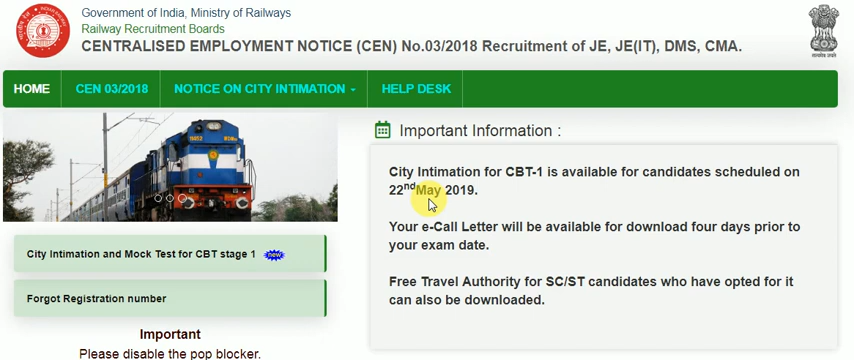 Government of India, Ministry of Railways
Railway Recruitment Boards
CENTRALISED EMPLOYMENT NOTICE (CEN) No.03/2018 Recruitment of JE, JE(IT), DMS, CMA.
HOME CEN 03/2018 NOTICE ON CITY INTIMATION HELP DESK
Important Information :
City Intimation for CBT-1 is available for candidates scheduled on
22nd May 2019.
Your e-Call Letter will be available for download four days prior to
your exam date.
Free Travel Authority for SC/ST candidates who have opted for it
can also be downloaded.
City Intimation and Mock Test for CBT stage 1 new
Forgot Registration number
Important
Please disable the pop blocker.